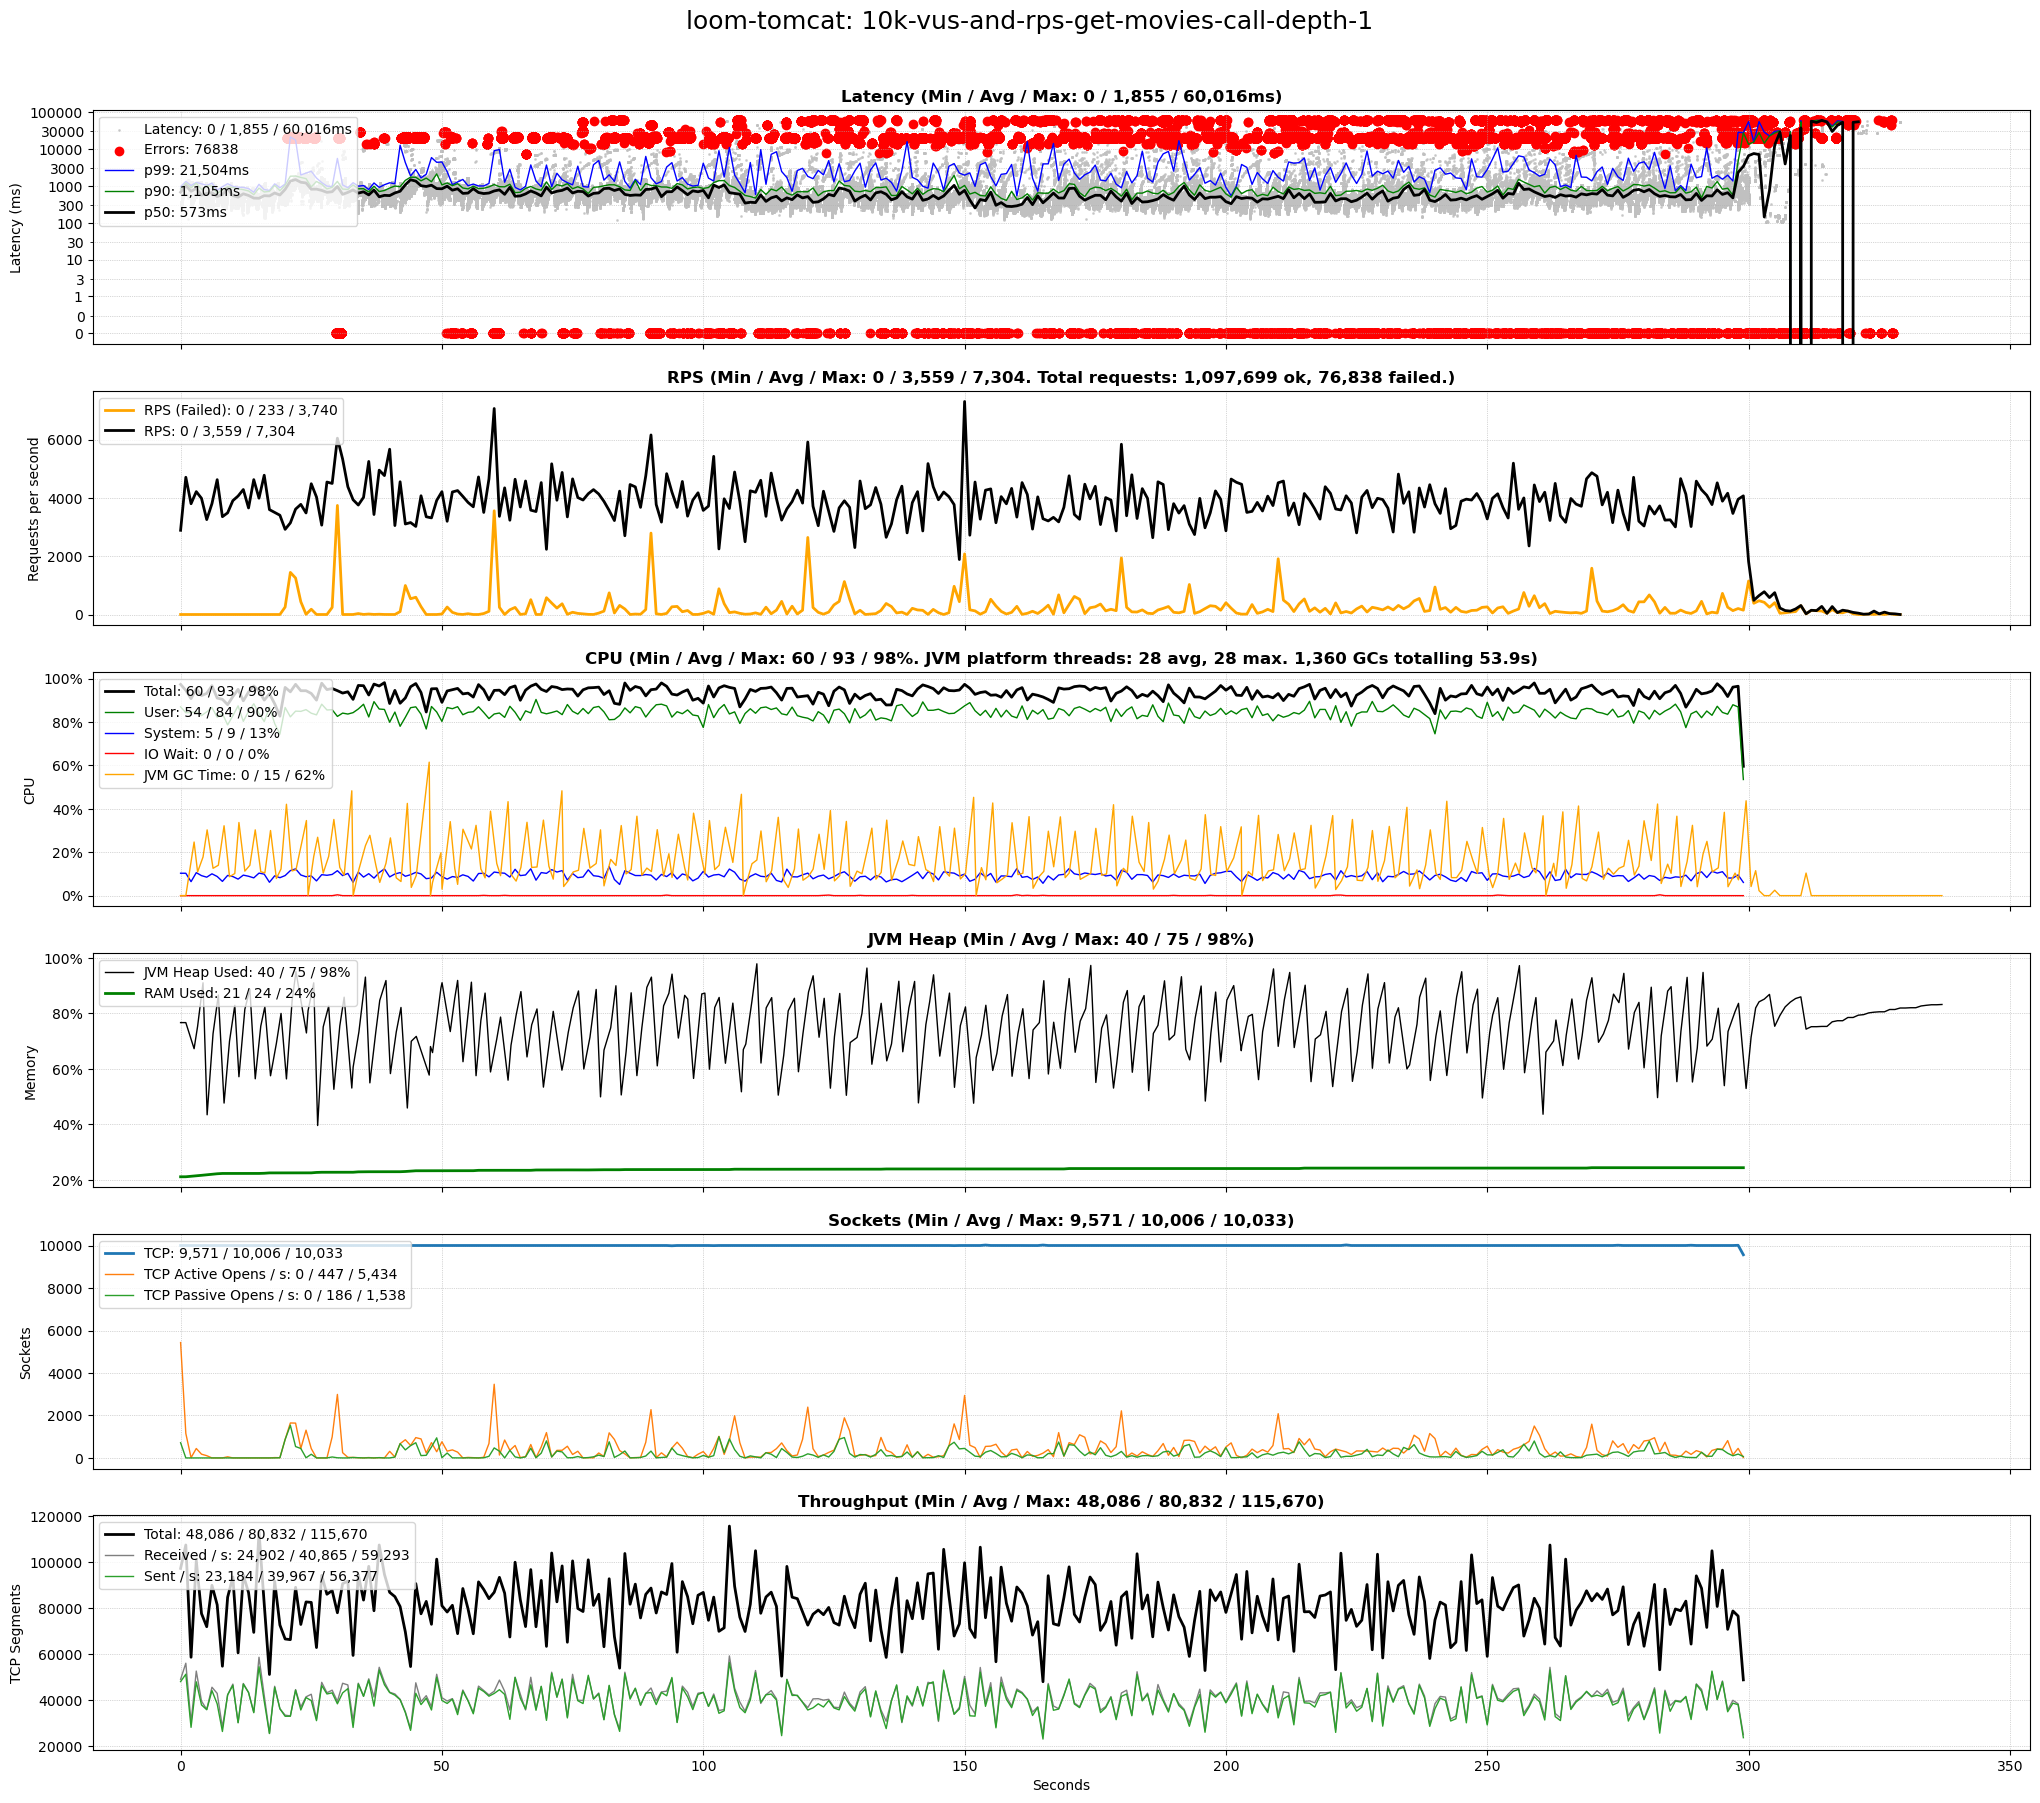 loom-tomcat: 10k-vus-and-rps-get-movies-call-depth-1
Latency (Min / Avg / Max: 0 / 1,855 / 60,016ms)
Latency (ms)
100000
30000
10000
3000
1000
300
100
30
10
3
1
0
0
Latency: 0 / 1,855 / 60,016ms
Errors: 76838
p99: 21,504ms
p90: 1,105ms
p50: 573ms
RPS (Min / Avg / Max: 0 / 3,559 / 7,304. Total requests: 1,097,699 ok, 76,838 failed.)
Requests per second
6000
4000
2000
0
RPS (Failed): 0 / 233 / 3,740
RPS: 0 / 3,559 / 7,304
CPU (Min / Avg / Max: 60 / 93 / 98%. JVM platform threads: 28 avg, 28 max. 1,360 GCs totalling 53.9s)
CPU
100%
80%
60%
40%
20%
0%
Total: 60 / 93 / 98%
User: 54 / 84 / 90%
System: 5 / 9 / 13%
IO Wait: 0 / 0 / 0%
JVM GC Time: 0 / 15 / 62%
JVM Heap (Min / Avg / Max: 40 / 75 / 98%)
Memory
100%
80%
60%
40%
20%
JVM Heap Used: 40 / 75 / 98%
RAM Used: 21 / 24 / 24%
Sockets (Min / Avg / Max: 9,571 / 10,006 / 10,033)
Sockets
10000
8000
6000
4000
2000
0
TCP: 9,571 / 10,006 / 10,033
TCP Active Opens / s: 0 / 447 / 5,434
TCP Passive Opens / s: 0 / 186 / 1,538
Throughput (Min / Avg / Max: 48,086 / 80,832 / 115,670)
TCP Segments
120000
100000
80000
60000
40000
20000
Total: 48,086 / 80,832 / 115,670
Received / s: 24,902 / 40,865 / 59,293
Sent / s: 23,184 / 39,967 / 56,377
0
50
100
150
200
250
300
350
Seconds